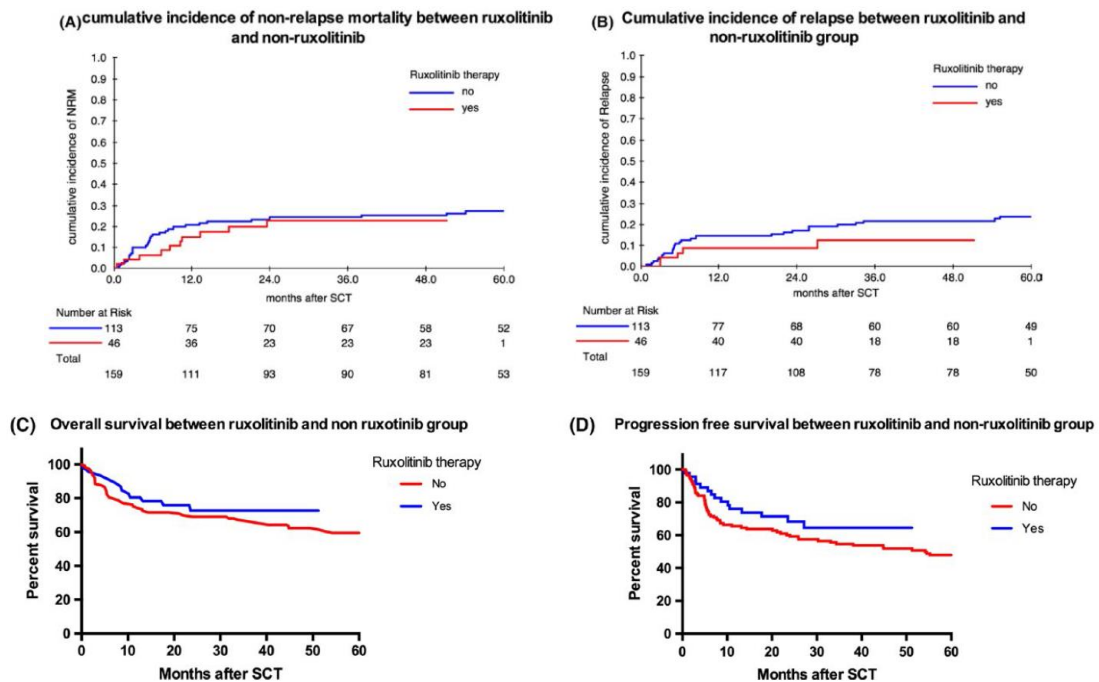 (A) cumulative incidence of non-relapse mortality between ruxolitinib
and non-ruxolitinib
cumulative incidence of NRM
1.0
0.9
0.8
0.7
0.6
0.5
0.4
0.3
0.2
0.1
0.0
Ruxolitinib therapy
no
yes
0.0 12.0 24.0 36.0 48.0 60.0
months after SCT
Number at Risk
113 75 70 67 58 52
46 36 23 23 23 1
Total
159 111 93 90 81 53
(B) Cumulative incidence of relapse between ruxolitinib and
non-ruxolitinib group
cumulative incidence of Relapse
1.0
0.9
0.8
0.7
0.6
0.5
0.4
0.3
0.2
0.1
0.0
Ruxolitinib therapy
no
yes
0.0 12.0 24.0 36.0 48.0 60.0
months after SCT
Number at Risk
113 77 68 60 60 49
46 40 40 18 18 1
Total
159 117 108 78 78 50
(C) Overall survival between ruxolitinib and non ruxotinib group
Percent survival
100
80
60
40
20
0
Ruxolitinib therapy
No
Yes
0 10 20 30 40 50 60
Months after SCT
(D) Progression free survival between ruxolitinib and non-ruxolitinib group
Percent survival
100
80
60
40
20
0
Ruxolitinib therapy
No
Yes
0 10 20 30 40 50 60
Months after SCT